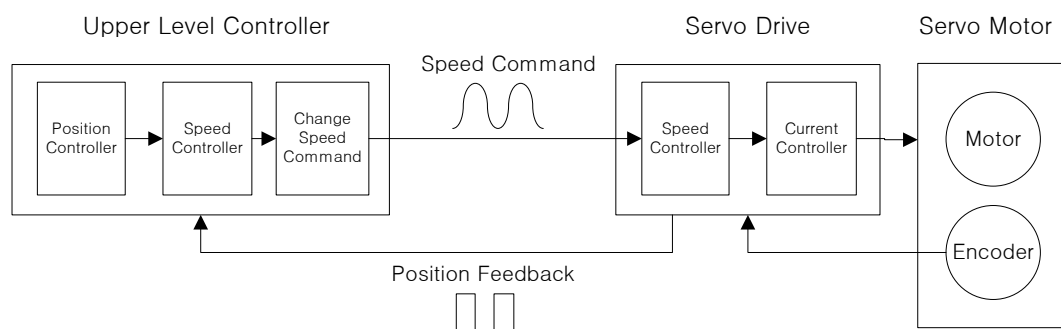 Upper Level Controller
Servo Drive
Servo Motor
Speed Command
Position
Controller
Speed
Controller
Change
Speed
Command
Speed
Controller
Current
Controller
Motor
Encoder
Position Feedback